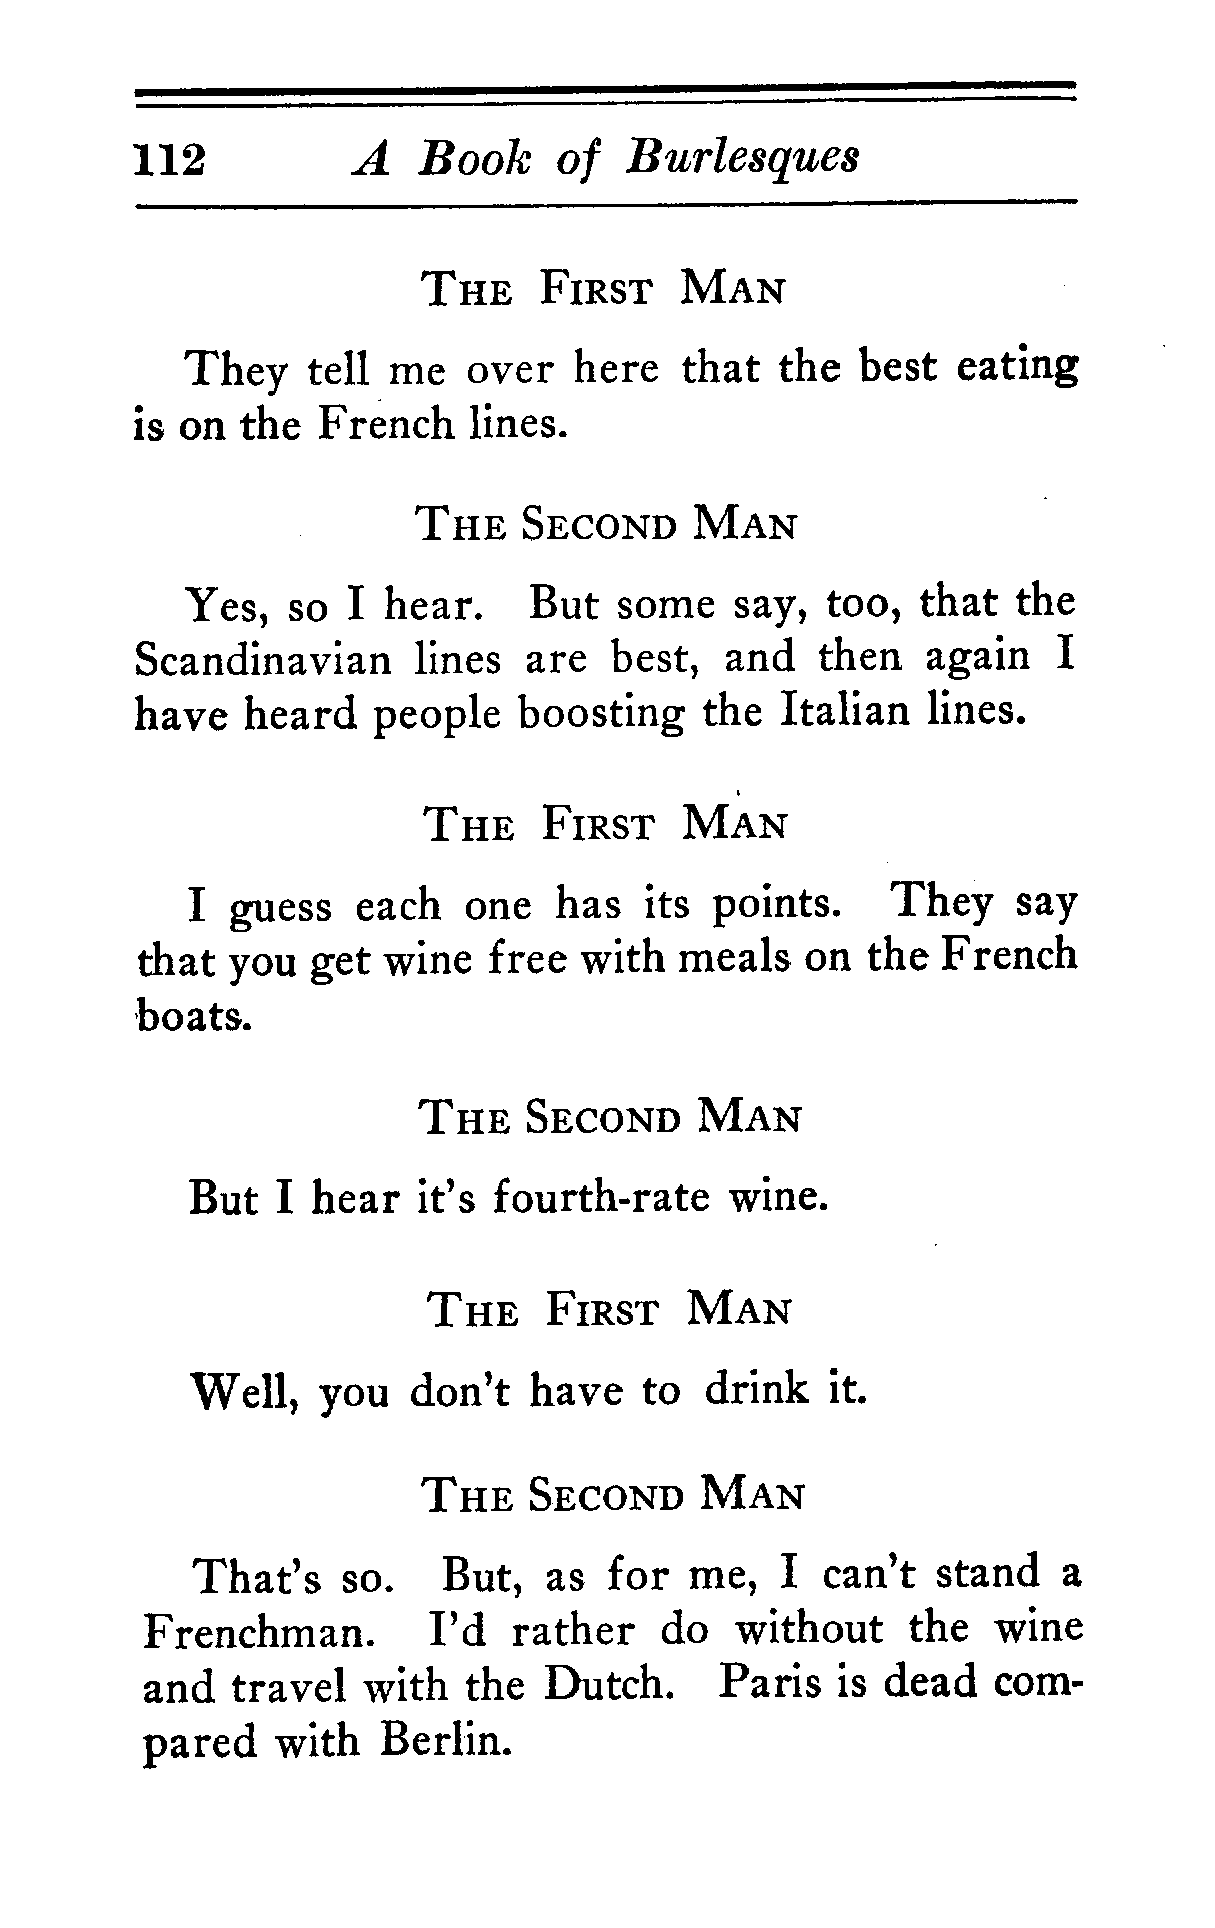 112 A Book of Burlesques
The First Man
They tell me over here that the best eating
is on the French lines.
The Second Man
Yes, so I hear. But some say, too, that the
Scandinavian lines are best, and then again I
have heard people boosting the Italian lines.
The First Man
I guess each one has its points. They say
that you get wine free with meals on the French
boats.
The Second Man
But I hear it's fourth-rate wine.
The First Man
Well, you don't have to drink it.
The Second Man
That's so. But, as for me, I can't stand a
Frenchman. I'd rather do without the wine
and travel with the Dutch. Paris is dead com-
pared with Berlin.